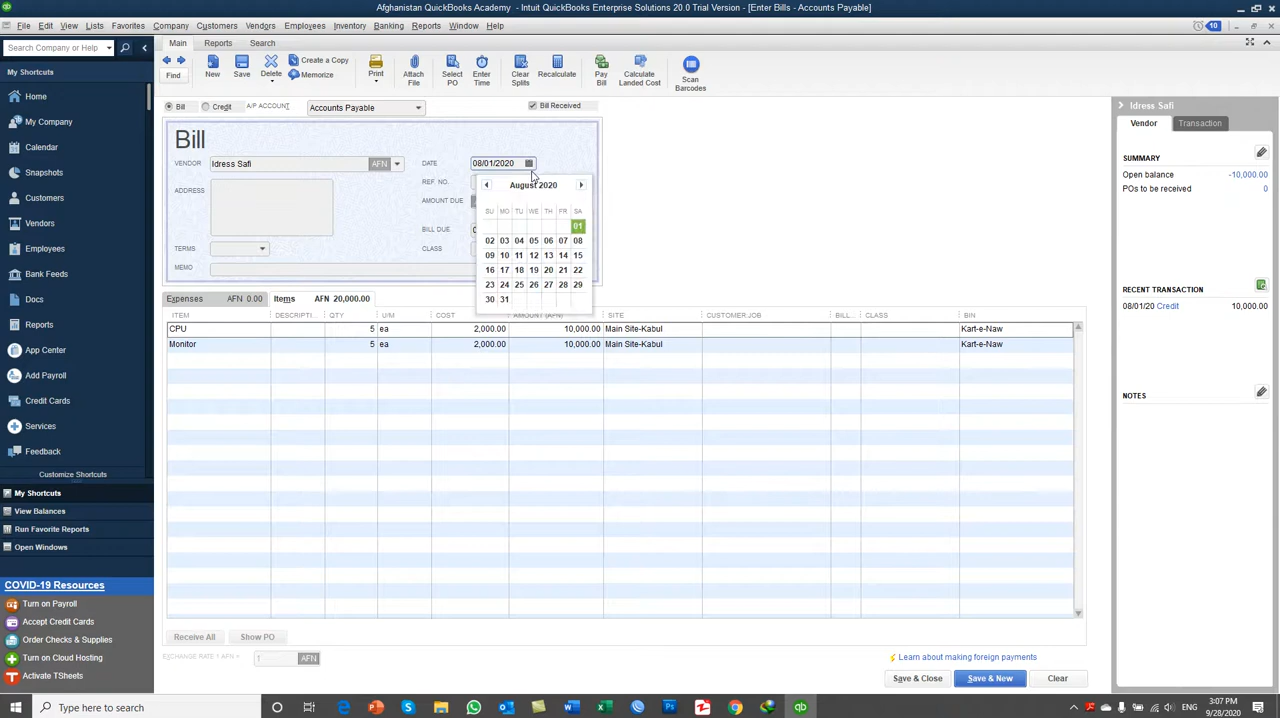 Afghanistan QuickBooks Academy - Intuit QuickBooks Enterprise Solutions 20.0 Trial Version - [Enter Bills - Accounts Payable]
File Edit View Lists Favorites Company Customers Vendors Employees Inventory Banking Reports Window Help
10
Search Company or Help
My Shortcuts
Home
My Company
Calendar
Snapshots
Customers
Vendors
Employees
Bank Feeds
Docs
Reports
App Center
Add Payroll
Credit Cards
Services
Feedback
Customize Shortcuts
My Shortcuts
View Balances
Run Favorite Reports
Open Windows
COVID-19 Resources
Turn on Payroll
Accept Credit Cards
Order Checks & Supplies
Turn on Cloud Hosting
Activate TSheets
Main Reports Search
Find New Save Delete Create a Copy Memorize Print Attach File Select PO Enter Time Clear Splits Recalculate Pay Bill Calculate Landed Cost Scan Barcodes
Bill Credit A/P ACCOUNT Accounts Payable Bill Received
Bill
VENDOR Idress Safi AFN DATE 08/01/2020
ADDRESS REF. NO.
AMOUNT DUE
BILL DUE
TERMS CLASS
MEMO
August 2020
SU MO TU WE TH FR SA
01
02 03 04 05 06 07 08
09 10 11 12 13 14 15
16 17 18 19 20 21 22
23 24 25 26 27 28 29
30 31
Expenses AFN 0.00 Items AFN 20,000.00
ITEM DESCRIPTI... QTY U/M COST AMOUNT (AFN) SITE CUSTOMER:JOB BILL... CLASS BIN
CPU 5 ea 2,000.00 10,000.00 Main Site-Kabul Kart-e-Naw
Monitor 5 ea 2,000.00 10,000.00 Main Site-Kabul Kart-e-Naw
Receive All Show PO
EXCHANGE RATE 1 AFN = 1 AFN
Learn about making foreign payments
Save & Close Save & New Clear
Idress Safi
Vendor Transaction
SUMMARY
Open balance -10,000.00
POs to be received 0
RECENT TRANSACTION
08/01/20 Credit 10,000.00
NOTES
Type here to search
3:07 PM
9/28/2020